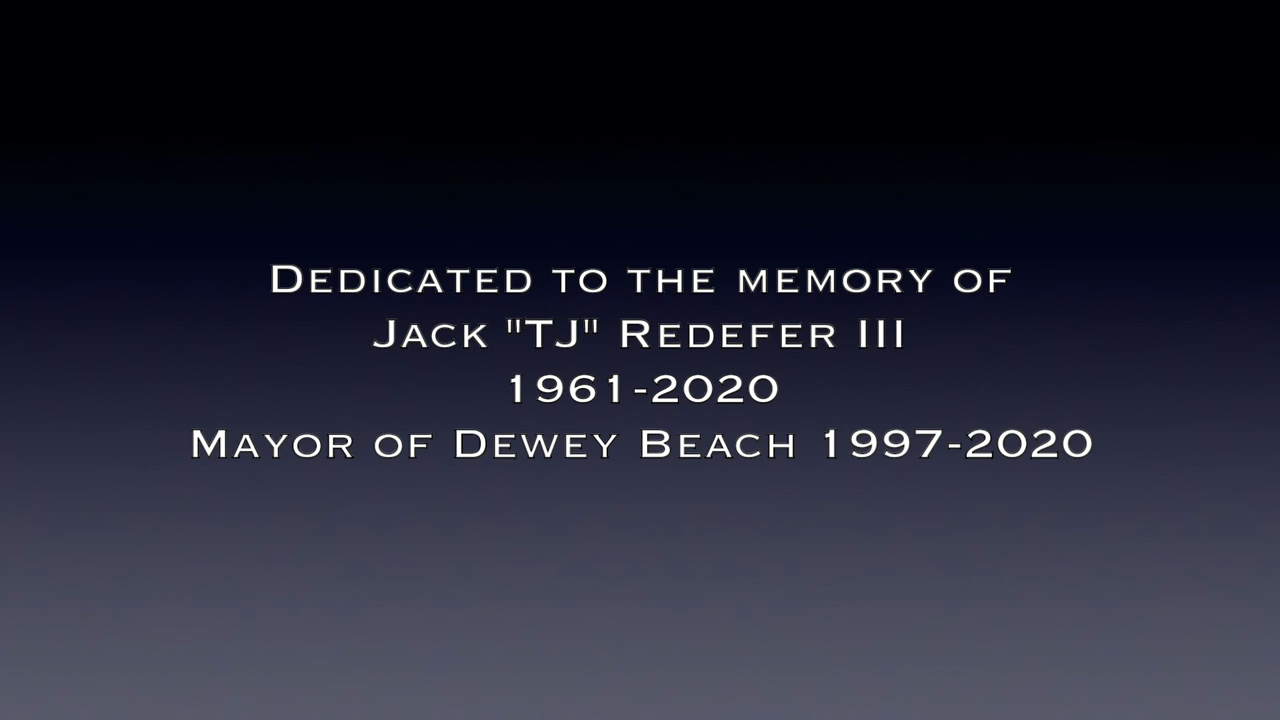 Dedicated to the memory of
Jack "TJ" Redefer III
1961-2020
Mayor of Dewey Beach 1997-2020